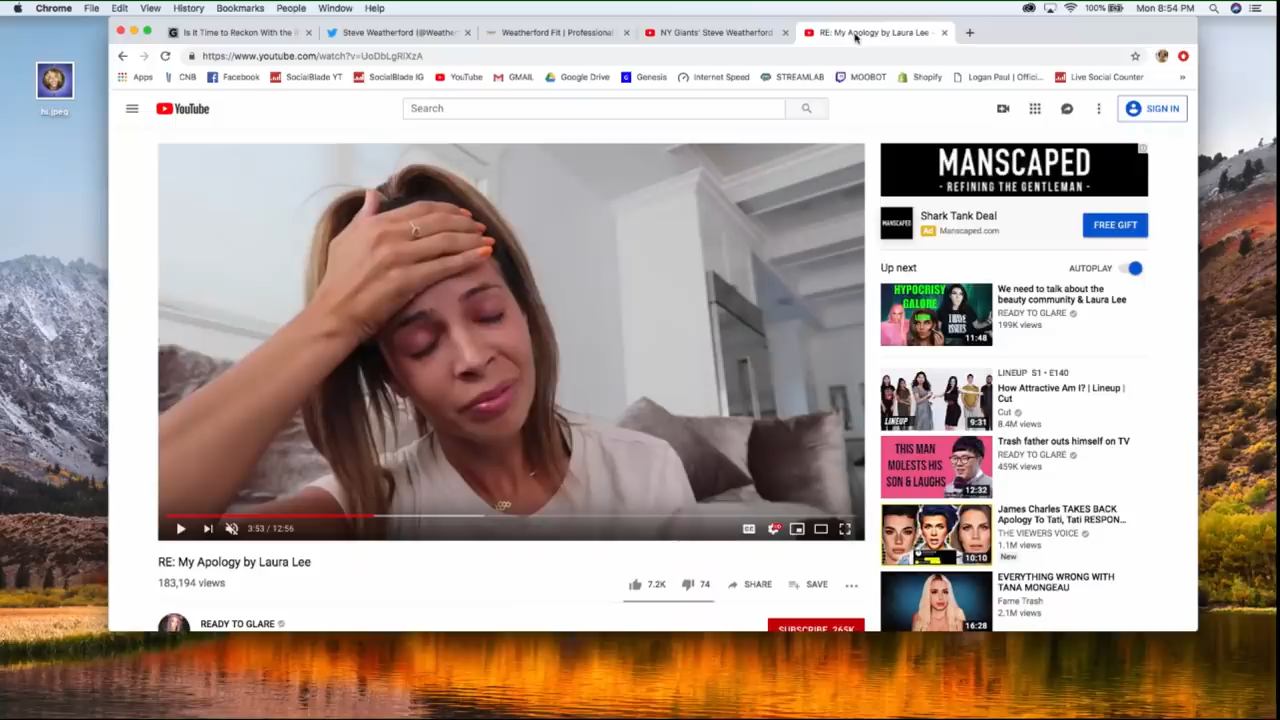 Chrome File Edit View History Bookmarks People Window Help 100% Mon 8:54 PM
Is it Time to Reckon With the Steve Weatherford (@Weather Weatherford Fit | Professional NY Giants' Steve Weatherford RE: My Apology by Laura Lee -
https://www.youtube.com/watch?v=UoDbLgRlXzA
Apps CNB Facebook SocialBlade YT SocialBlade IG YouTube GMAIL Google Drive Genesis Internet Speed STREAMLAB MOOBOT Shopify Logan Paul | Offici... Live Social Counter »
hi.jpeg
YouTube Search SIGN IN
MANSCAPED
- REFINING THE GENTLEMAN -
MANSCAPED
Shark Tank Deal
Ad Manscaped.com
FREE GIFT
Up next AUTOPLAY
HYPOCRISY
GALORE
I HAVE
ISSUES
11:48
We need to talk about the
beauty community & Laura Lee
READY TO GLARE
199K views
LINEUP
9:31
LINEUP S1 • E140
How Attractive Am I? | Lineup |
Cut
Cut
8.4M views
THIS MAN
MOLESTS HIS
SON & LAUGHS
12:32
Trash father outs himself on TV
READY TO GLARE
459K views
10:10
James Charles TAKES BACK
Apology To Tati, Tati RESPON...
THE VIEWERS VOICE
1.1M views
New
16:28
EVERYTHING WRONG WITH
TANA MONGEAU
Fame Trash
2.1M views
3:53 / 12:56
CC
RE: My Apology by Laura Lee
183,194 views
7.2K 74 SHARE SAVE ...
READY TO GLARE
SUBSCRIBE 265K